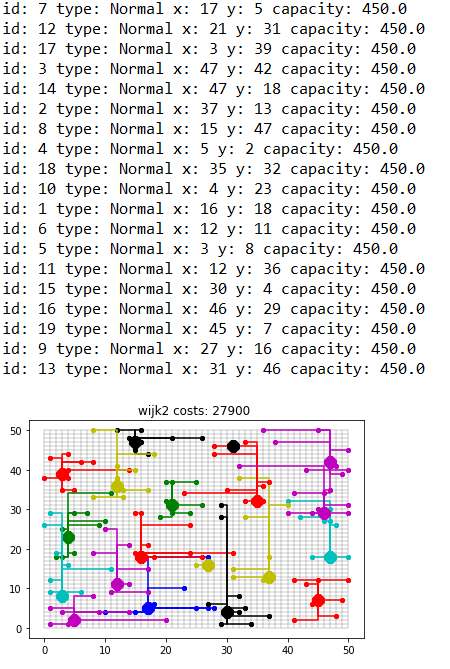 id: 7 type: Normal x: 17 y: 5 capacity: 450.0
id: 12 type: Normal x: 21 y: 31 capacity: 450.0
id: 17 type: Normal x: 3 y: 39 capacity: 450.0
id: 3 type: Normal x: 47 y: 42 capacity: 450.0
id: 14 type: Normal x: 47 y: 18 capacity: 450.0
id: 2 type: Normal x: 37 y: 13 capacity: 450.0
id: 8 type: Normal x: 15 y: 47 capacity: 450.0
id: 4 type: Normal x: 5 y: 2 capacity: 450.0
id: 18 type: Normal x: 35 y: 32 capacity: 450.0
id: 10 type: Normal x: 4 y: 23 capacity: 450.0
id: 1 type: Normal x: 16 y: 18 capacity: 450.0
id: 6 type: Normal x: 12 y: 11 capacity: 450.0
id: 5 type: Normal x: 3 y: 8 capacity: 450.0
id: 11 type: Normal x: 12 y: 36 capacity: 450.0
id: 15 type: Normal x: 30 y: 4 capacity: 450.0
id: 16 type: Normal x: 46 y: 29 capacity: 450.0
id: 19 type: Normal x: 45 y: 7 capacity: 450.0
id: 9 type: Normal x: 27 y: 16 capacity: 450.0
id: 13 type: Normal x: 31 y: 46 capacity: 450.0
wijk2 costs: 27900
50
40
30
20
10
0
0 10 20 30 40 50